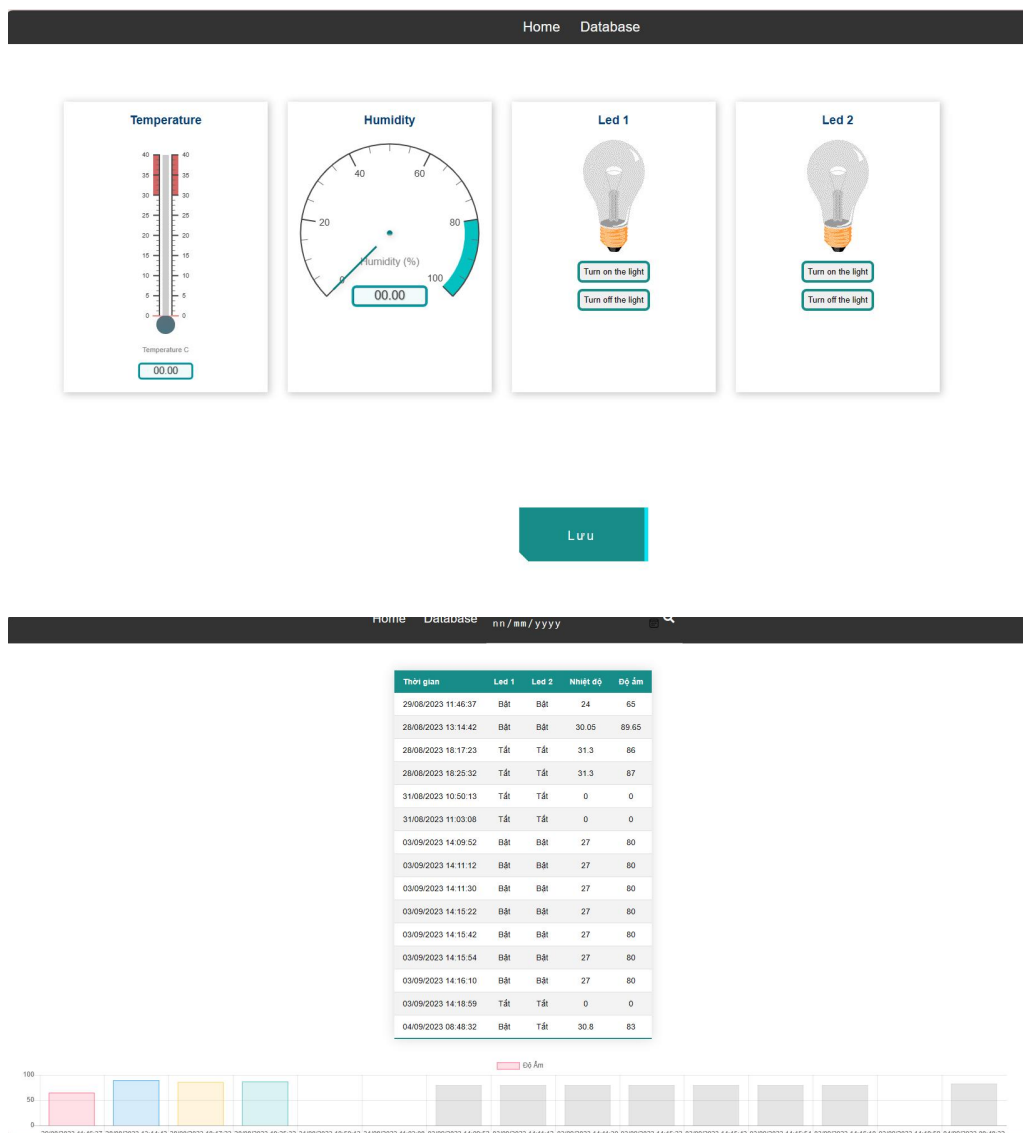 Home Database
Temperature Humidity Led 1 Led 2
40 40
35 35
30 30
25 25
20 20
15 15
10 10
5 5
0 0
Temperature C
00.00
0 20 40 60 80 100
Humidity (%)
00.00
Turn on the light
Turn off the light
Turn on the light
Turn off the light
Lưu
Home Database nn/mm/yyyy
Thời gian Led 1 Led 2 Nhiệt độ Độ ẩm
29/08/2023 11:46:37 Bật Bật 24 65
28/08/2023 13:14:42 Bật Bật 30.05 89.65
28/08/2023 18:17:23 Tắt Tắt 31.3 86
28/08/2023 18:25:32 Tắt Tắt 31.3 87
31/08/2023 10:50:13 Tắt Tắt 0 0
31/08/2023 11:03:08 Tắt Tắt 0 0
03/09/2023 14:09:52 Bật Bật 27 80
03/09/2023 14:11:12 Bật Bật 27 80
03/09/2023 14:11:30 Bật Bật 27 80
03/09/2023 14:15:22 Bật Bật 27 80
03/09/2023 14:15:42 Bật Bật 27 80
03/09/2023 14:15:54 Bật Bật 27 80
03/09/2023 14:16:10 Bật Bật 27 80
03/09/2023 14:18:59 Tắt Tắt 0 0
04/09/2023 08:48:32 Bật Tắt 30.8 83
Độ Ẩm
100
50
0